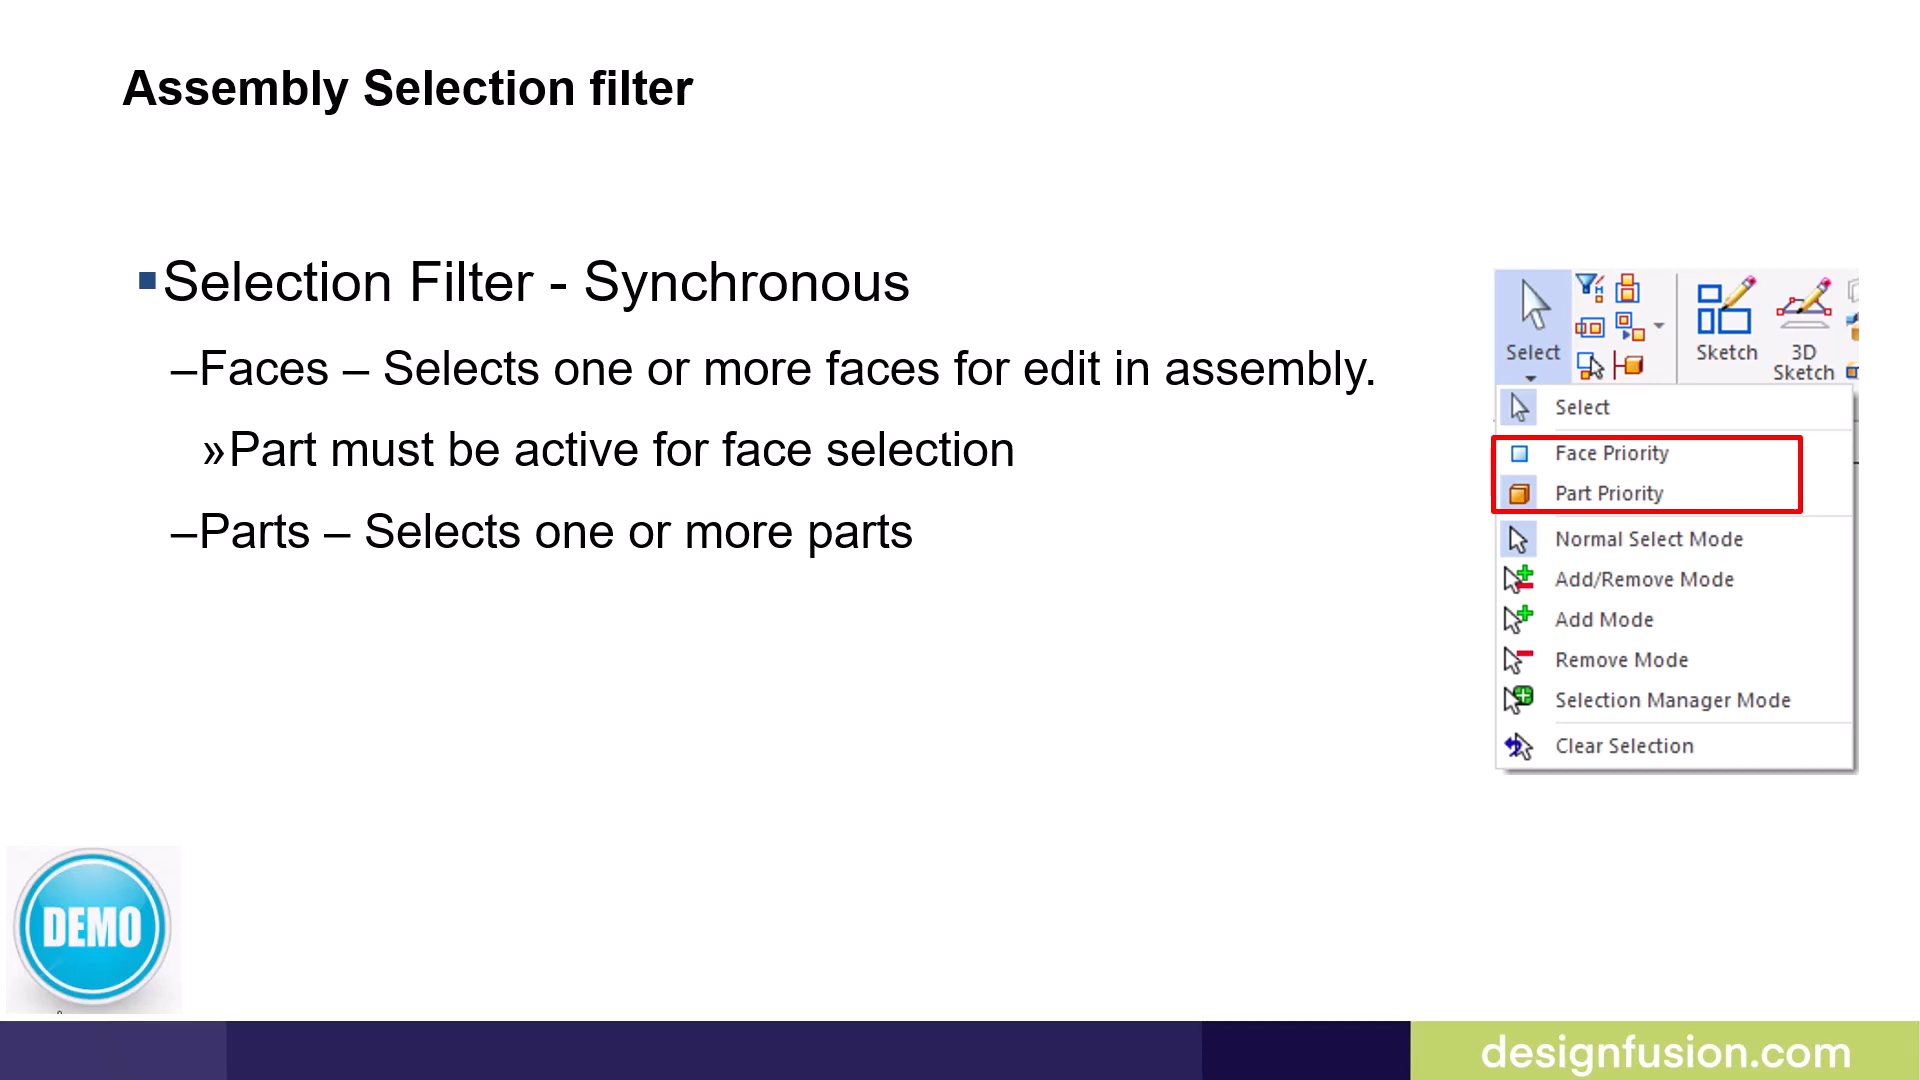 Assembly Selection filter
▪Selection Filter - Synchronous
–Faces – Selects one or more faces for edit in assembly.
»Part must be active for face selection
–Parts – Selects one or more parts
Select
Sketch
3D
Sketch
Select
Face Priority
Part Priority
Normal Select Mode
Add/Remove Mode
Add Mode
Remove Mode
Selection Manager Mode
Clear Selection
DEMO
designfusion.com